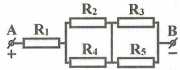 A R₁ R₂ R₃ B
+ R₄ R₅ −